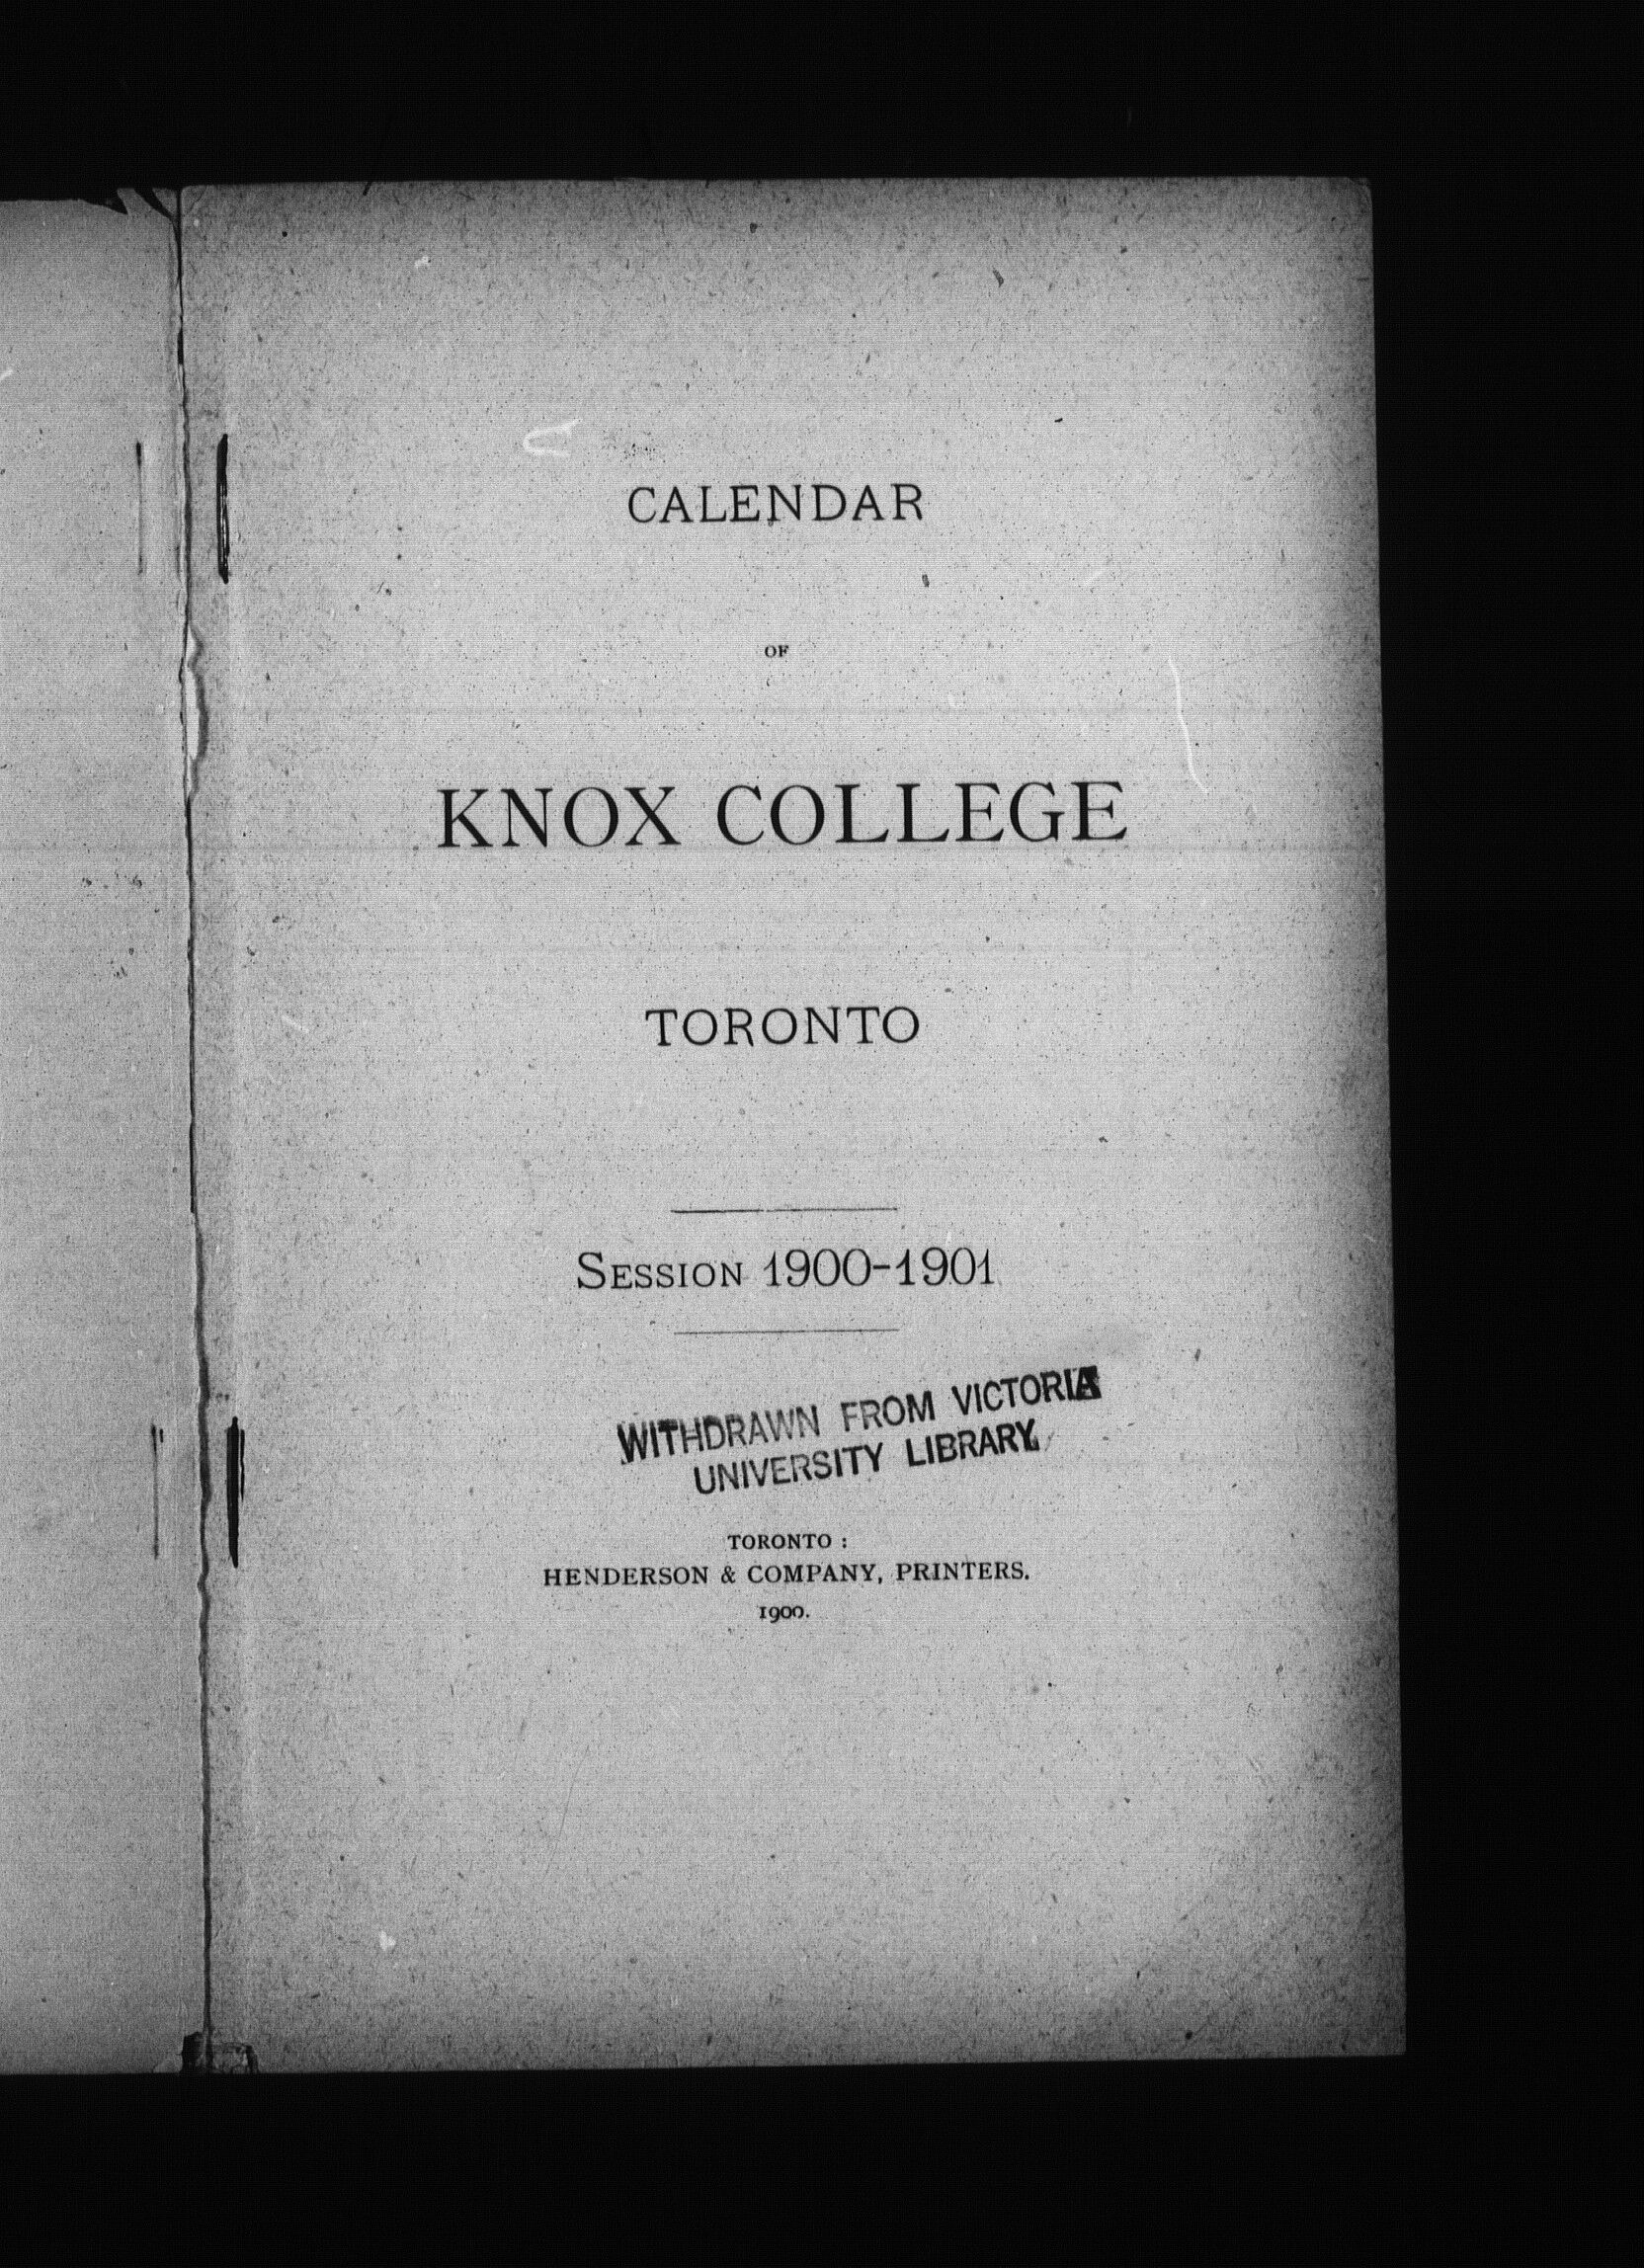 CALENDAR
OF
KNOX COLLEGE
TORONTO
SESSION 1900-1901
WITHDRAWN FROM VICTORIA
UNIVERSITY LIBRARY
TORONTO :
HENDERSON & COMPANY, PRINTERS.
1900.